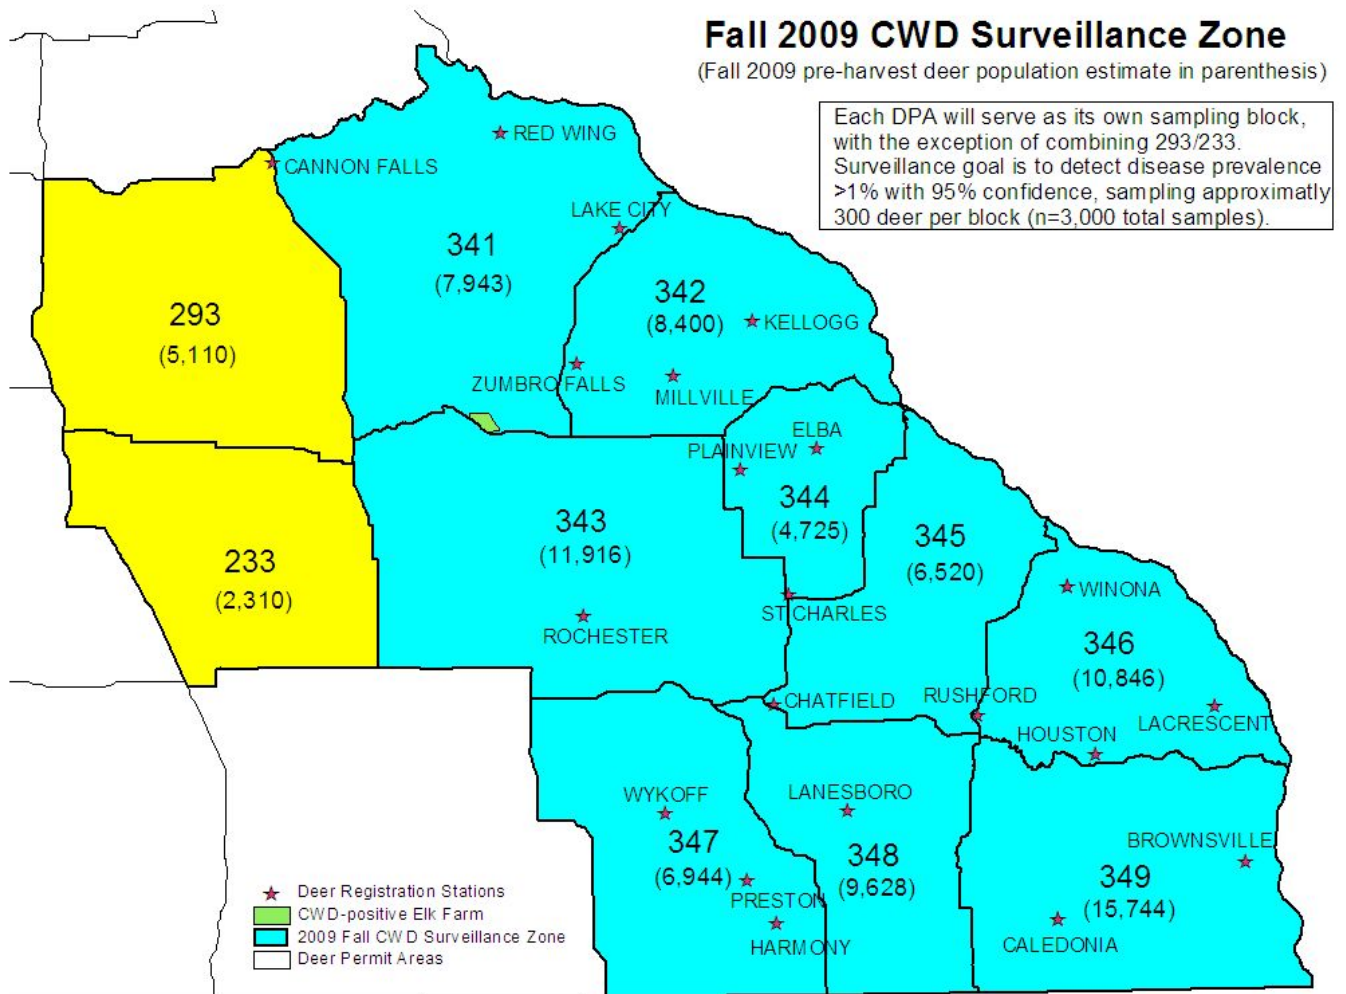 Fall 2009 CWD Surveillance Zone
(Fall 2009 pre-harvest deer population estimate in parenthesis)
Each DPA will serve as its own sampling block,
with the exception of combining 293/233.
Surveillance goal is to detect disease prevalence
>1% with 95% confidence, sampling approximatly
300 deer per block (n=3,000 total samples).
RED WING
CANNON FALLS
LAKE CITY
341
(7,943)
342
(8,400)
KELLOGG
293
(5,110)
ZUMBRO FALLS
MILLVILLE
ELBA
PLAINVIEW
344
(4,725)
343
(11,916)
345
(6,520)
233
(2,310)
WINONA
ST CHARLES
ROCHESTER
346
(10,846)
CHATFIELD
RUSHFORD
LACRESCENT
HOUSTON
WYKOFF
LANESBORO
347
(6,944)
348
(9,628)
BROWNSVILLE
349
(15,744)
PRESTON
HARMONY
CALEDONIA
Deer Registration Stations
CWD-positive Elk Farm
2009 Fall CWD Surveillance Zone
Deer Permit Areas